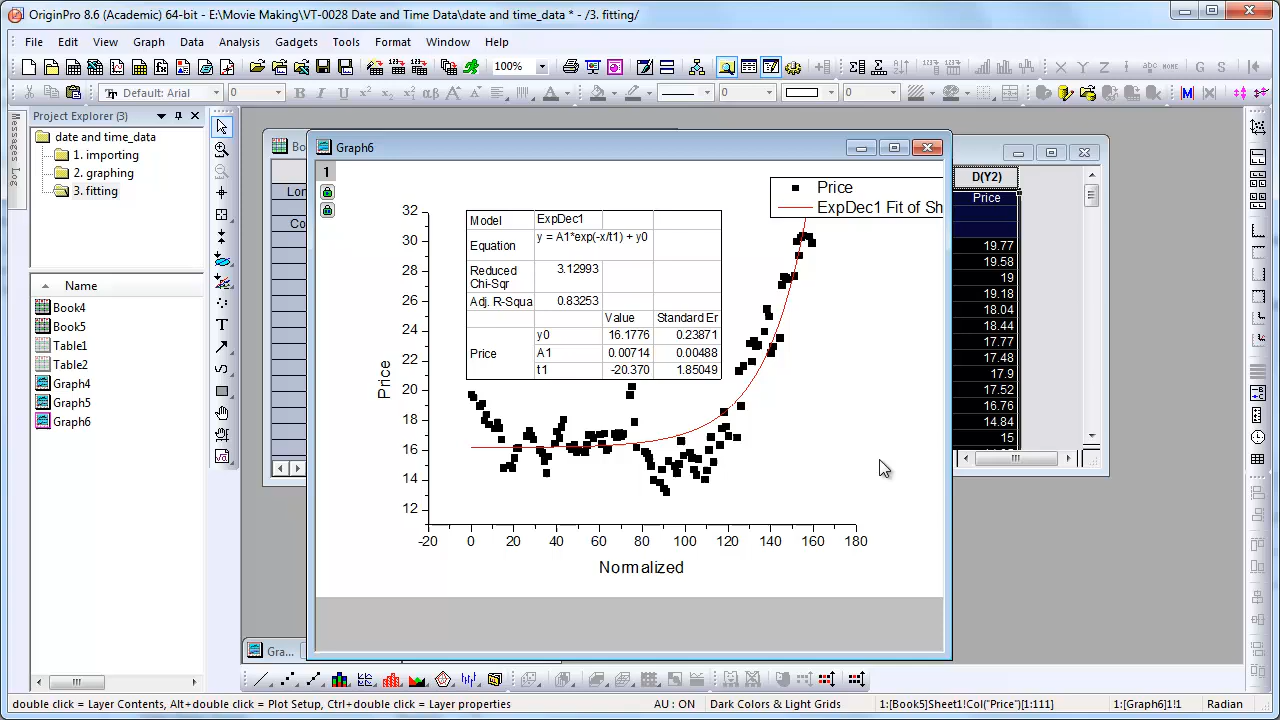 OriginPro 8.6 (Academic) 64-bit - E:\Movie Making\VT-0028 Date and Time Data\date and time_data * - /3. fitting/
File Edit View Graph Data Analysis Gadgets Tools Format Window Help
100%
Default: Arial 0 B I U 0 0
Project Explorer (3)
Messages Log
date and time_data
1. importing
2. graphing
3. fitting
Name
Book4
Book5
Table1
Table2
Graph4
Graph5
Graph6
Bo
Lon
Co
Graph6
1
Price
ExpDec1 Fit of Sh
Model ExpDec1
Equation y = A1*exp(-x/t1) + y0
Reduced Chi-Sqr 3.12993
Adj. R-Squa 0.83253
Value Standard Er
Price y0 16.1776 0.23871
A1 0.00714 0.00488
t1 -20.370 1.85049
32
30
28
26
24
22
20
18
16
14
12
Price
-20 0 20 40 60 80 100 120 140 160 180
Normalized
D(Y2)
Price
19.77
19.58
19
19.18
18.04
18.44
17.77
17.48
17.9
17.52
16.76
14.84
15
Gra...
double click = Layer Contents, Alt+double click = Plot Setup, Ctrl+double click = Layer properties
AU : ON Dark Colors & Light Grids 1:[Book5]Sheet1!Col("Price")[1:111] 1:[Graph6]1!1 Radian